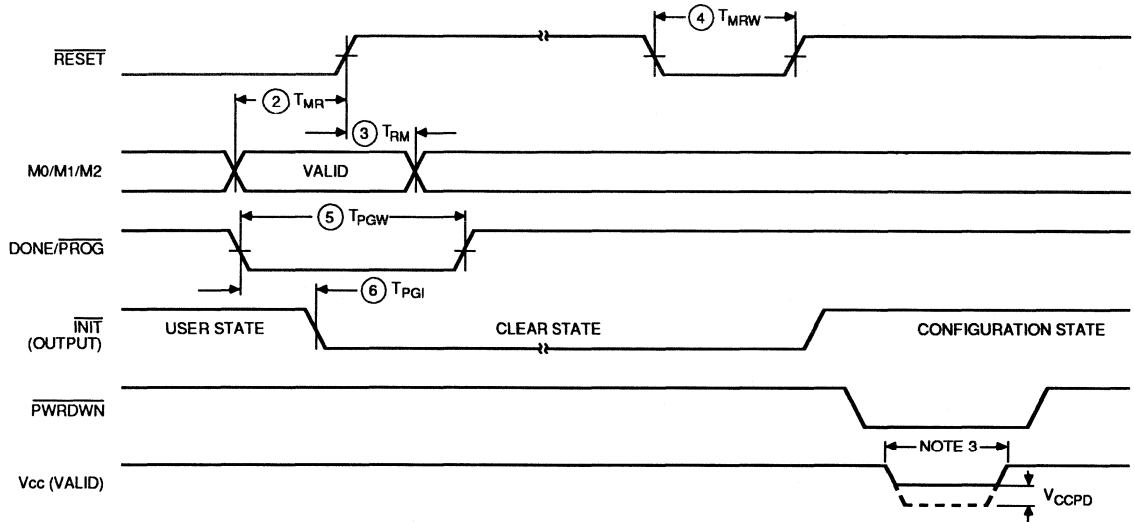 ④ TMRW
RESET
② TMR
③ TRM
M0/M1/M2
VALID
⑤ TPGW
DONE/PROG
⑥ TPGI
INIT
(OUTPUT)
USER STATE
CLEAR STATE
CONFIGURATION STATE
PWRDWN
NOTE 3
Vcc (VALID)
VCCPD